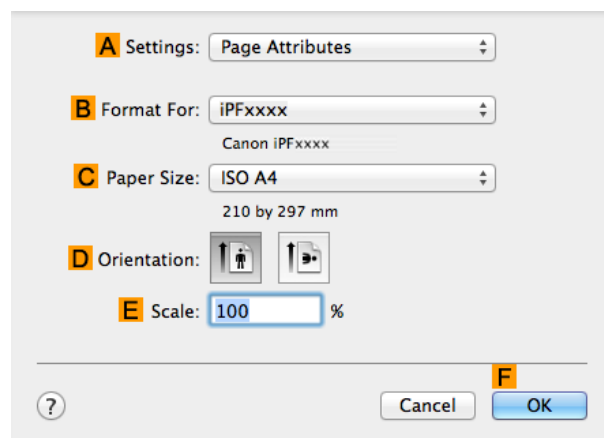 A Settings: Page Attributes
B Format For: iPFxxxx
Canon iPFxxxx
C Paper Size: ISO A4
210 by 297 mm
D Orientation:
E Scale: 100 %
F
? Cancel OK